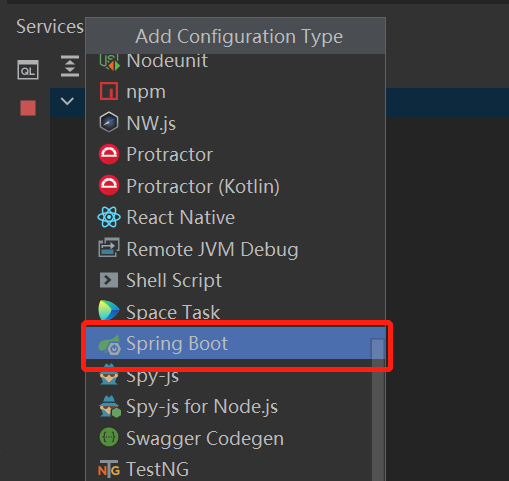 Services
Add Configuration Type
Nodeunit
QL
npm
NW.js
Protractor
Protractor (Kotlin)
React Native
Remote JVM Debug
Shell Script
Space Task
Spring Boot
Spy-js
Spy-js for Node.js
Swagger Codegen
TestNG